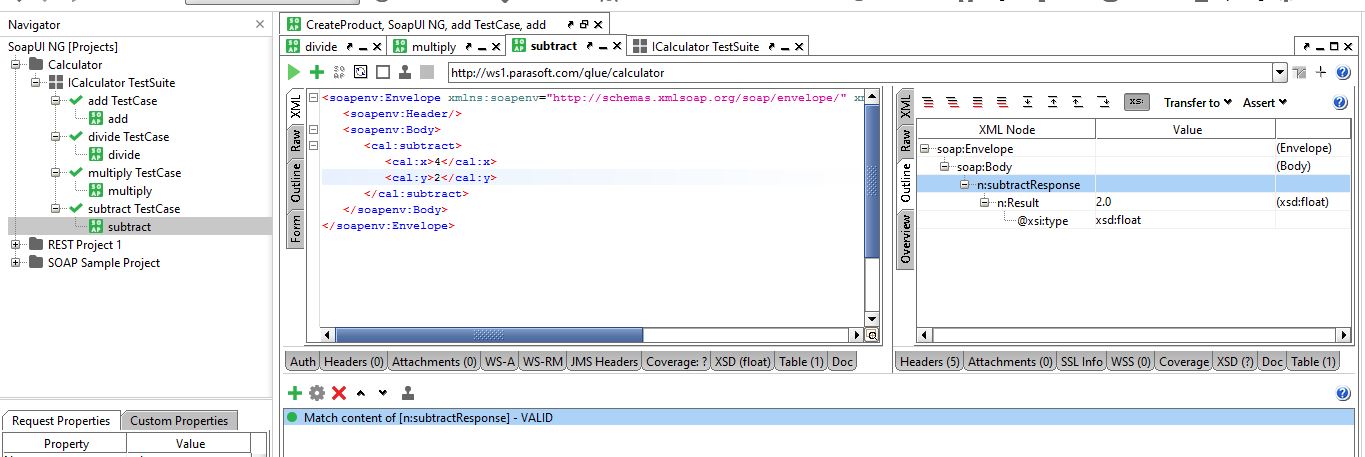 Navigator
SoapUI NG [Projects]
Calculator
ICalculator TestSuite
add TestCase
add
divide TestCase
divide
multiply TestCase
multiply
subtract TestCase
subtract
REST Project 1
SOAP Sample Project
Request Properties Custom Properties
Property Value
CreateProduct, SoapUI NG, add TestCase, add
divide multiply subtract ICalculator TestSuite
http://ws1.parasoft.com/glue/calculator
XML
Raw
Outline
Form
<soapenv:Envelope xmlns:soapenv="http://schemas.xmlsoap.org/soap/envelope/" xm
<soapenv:Header/>
<soapenv:Body>
<cal:subtract>
<cal:x>4</cal:x>
<cal:y>2</cal:y>
</cal:subtract>
</soapenv:Body>
</soapenv:Envelope>
Auth Headers (0) Attachments (0) WS-A WS-RM JMS Headers Coverage: ? XSD (float) Table (1) Doc
XML
Raw
Outline
Overview
XS: Transfer to Assert
XML Node Value
soap:Envelope (Envelope)
soap:Body (Body)
n:subtractResponse
n:Result 2.0 (xsd:float)
@xsi:type xsd:float
Headers (5) Attachments (0) SSL Info WSS (0) Coverage XSD (?) Doc Table (1)
Match content of [n:subtractResponse] - VALID